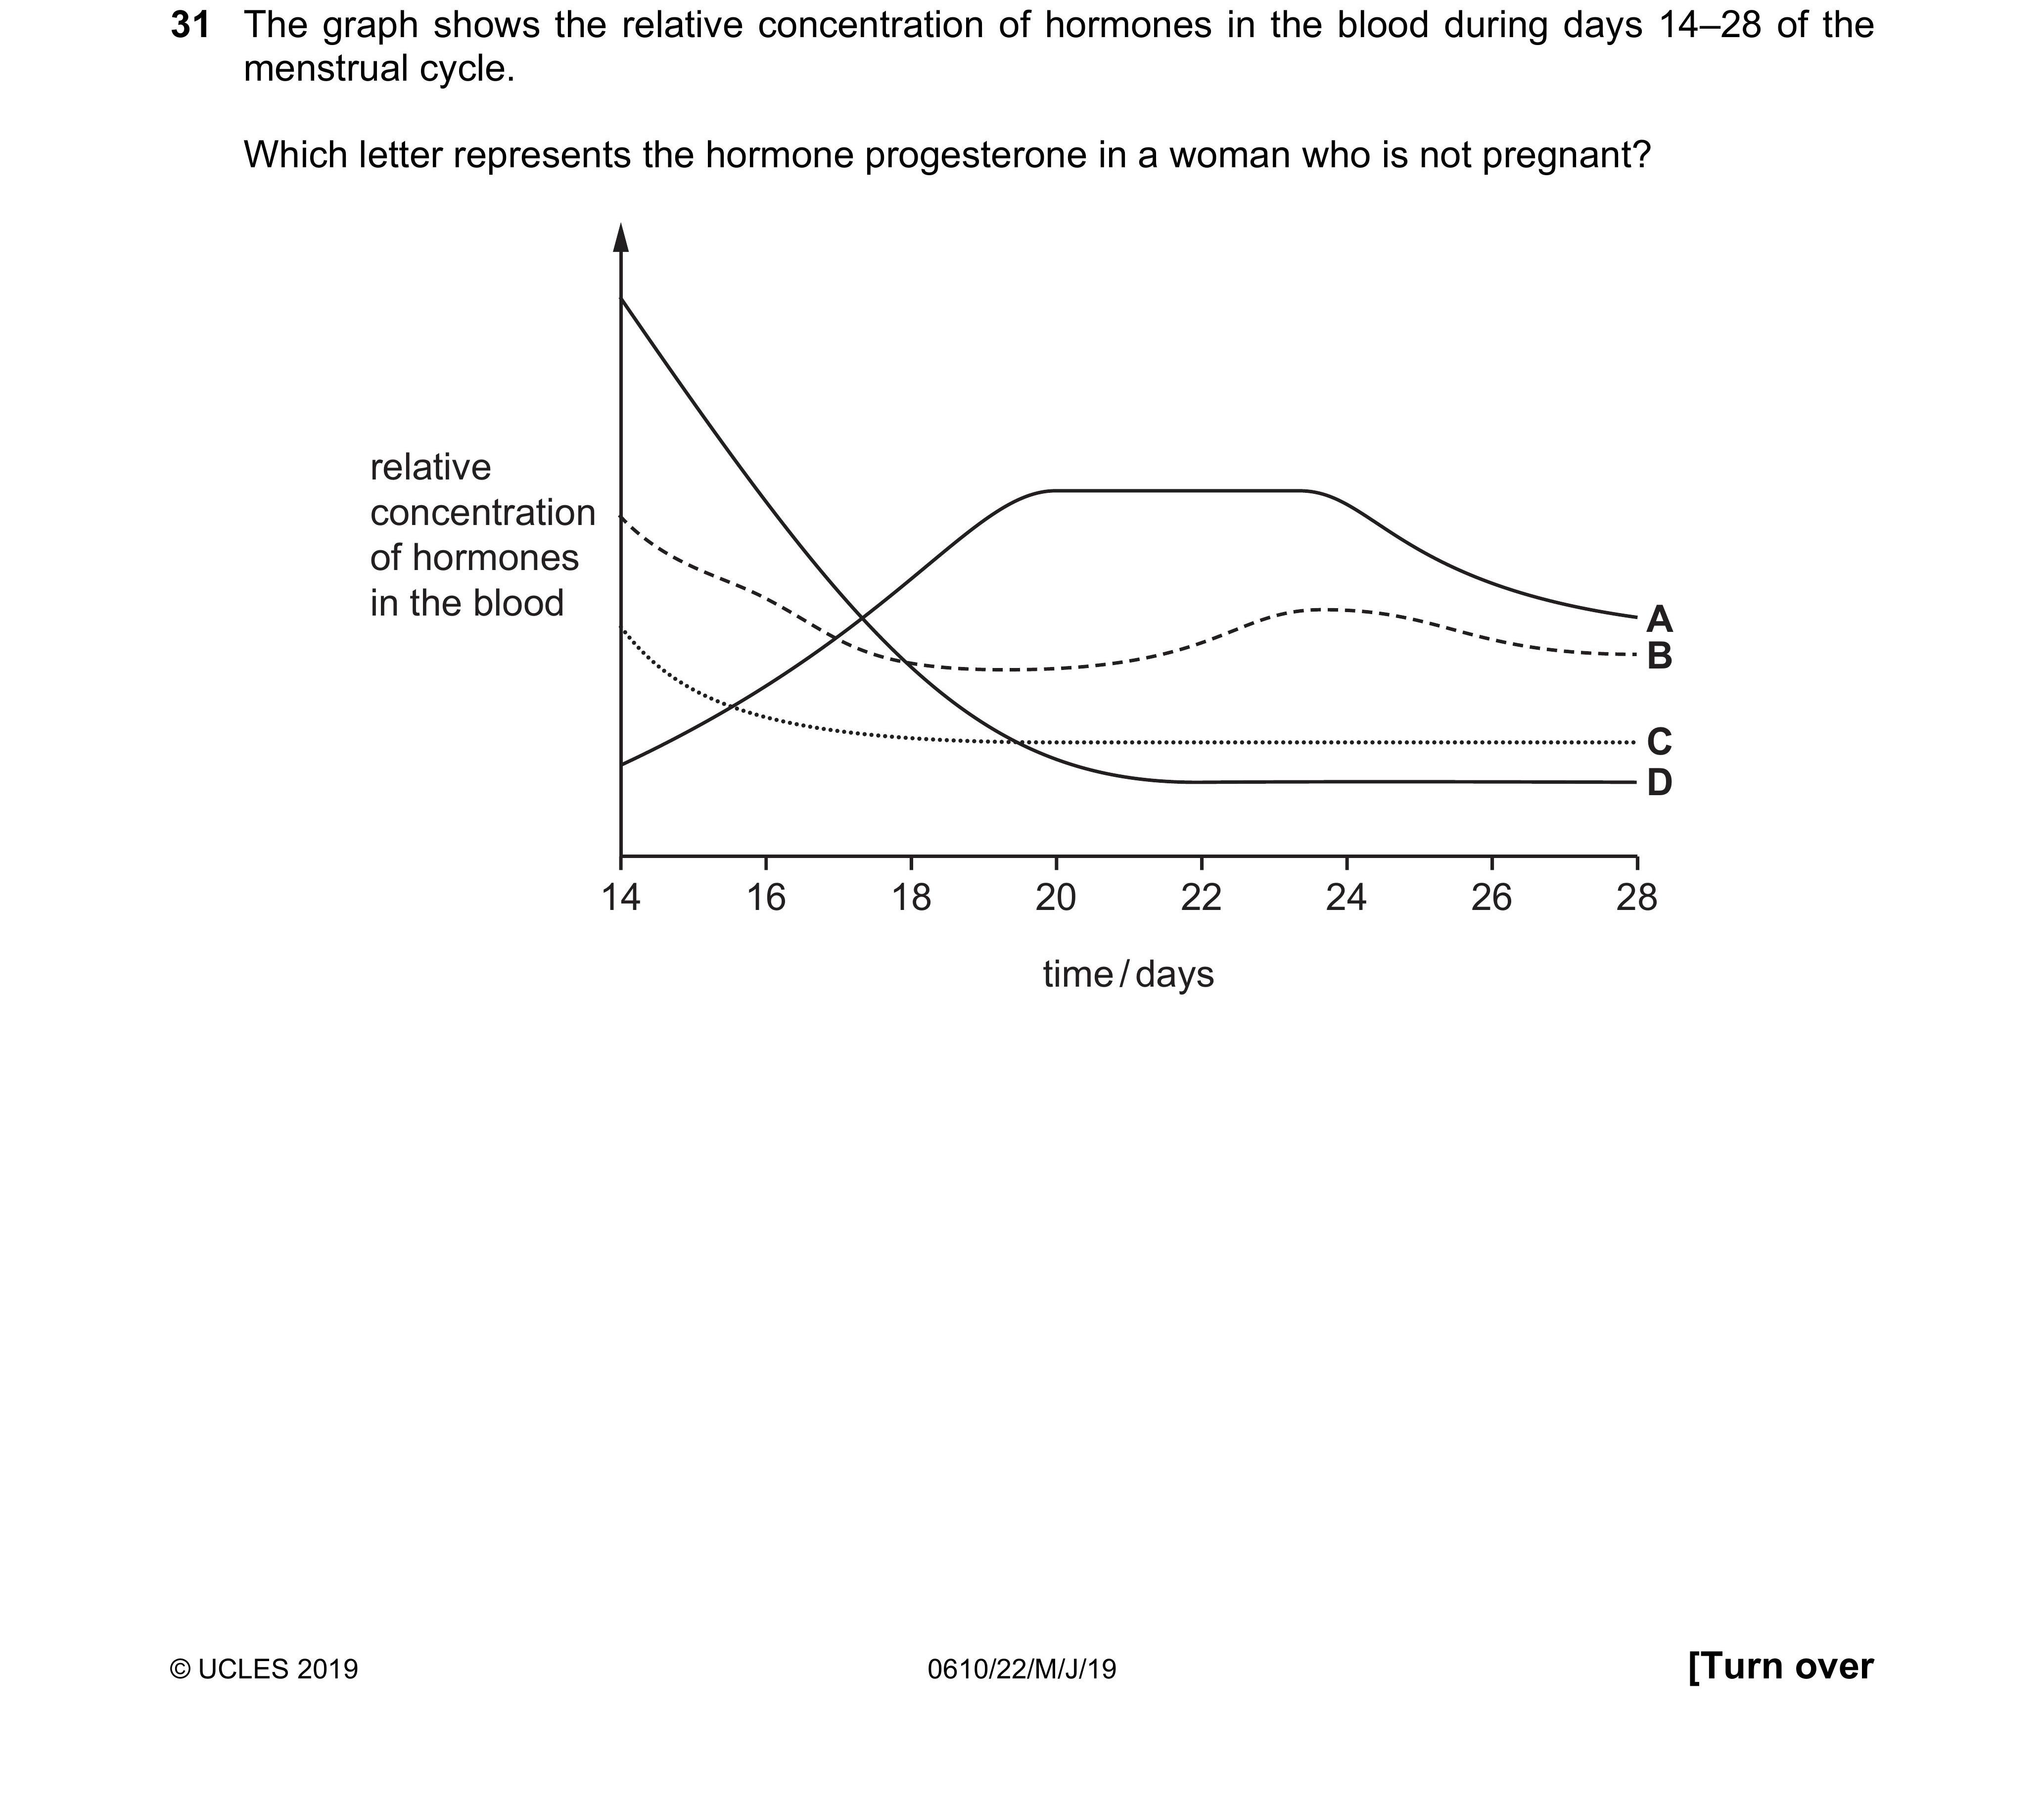 31 The graph shows the relative concentration of hormones in the blood during days 14–28 of the
menstrual cycle.
Which letter represents the hormone progesterone in a woman who is not pregnant?
relative
concentration
of hormones
in the blood
A
B
C
D
14 16 18 20 22 24 26 28
time / days
© UCLES 2019 0610/22/M/J/19 [Turn over